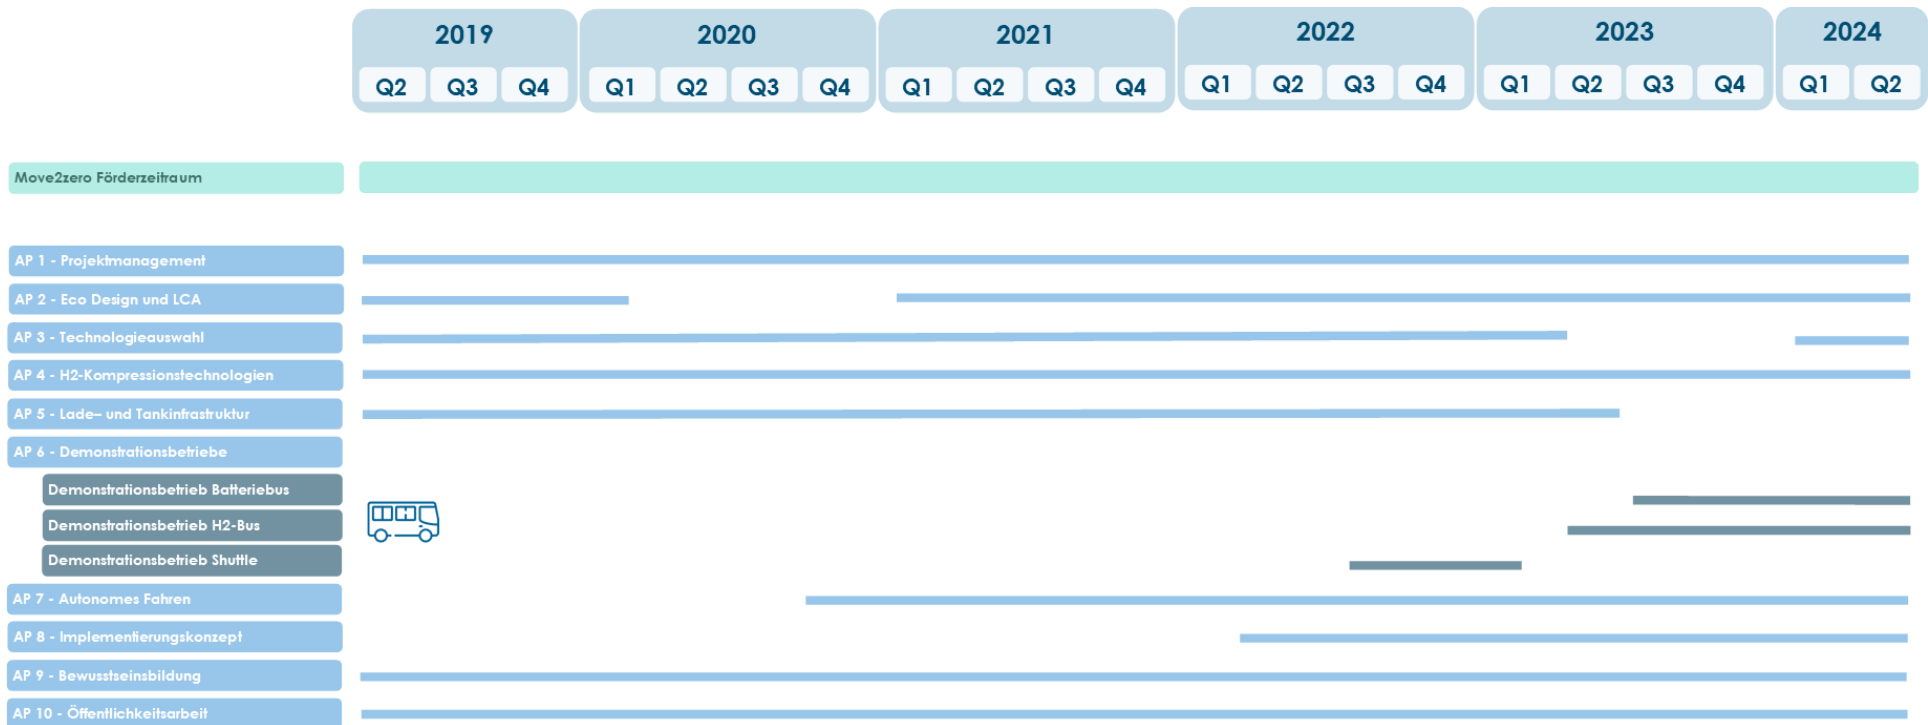 2019 2020 2021 2022 2023 2024
Q2 Q3 Q4 Q1 Q2 Q3 Q4 Q1 Q2 Q3 Q4 Q1 Q2 Q3 Q4 Q1 Q2 Q3 Q4 Q1 Q2
Move2zero Förderzeitraum
AP 1 - Projektmanagement
AP 2 - Eco Design und LCA
AP 3 - Technologieauswahl
AP 4 - H2-Kompressionstechnologien
AP 5 - Lade– und Tankinfrastruktur
AP 6 - Demonstrationsbetriebe
Demonstrationsbetrieb Batteriebus
Demonstrationsbetrieb H2-Bus
Demonstrationsbetrieb Shuttle
AP 7 - Autonomes Fahren
AP 8 - Implementierungskonzept
AP 9 - Bewusstseinsbildung
AP 10 - Öffentlichkeitsarbeit